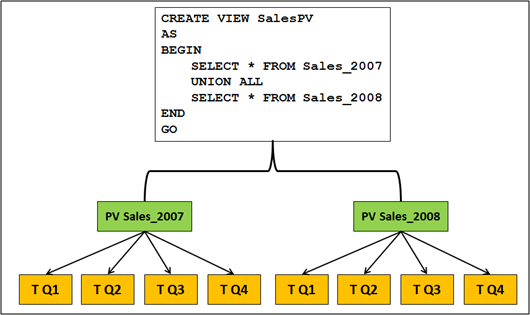 CREATE VIEW SalesPV
AS
BEGIN
    SELECT * FROM Sales_2007
    UNION ALL
    SELECT * FROM Sales_2008
END
GO
PV Sales_2007
PV Sales_2008
T Q1
T Q2
T Q3
T Q4
T Q1
T Q2
T Q3
T Q4